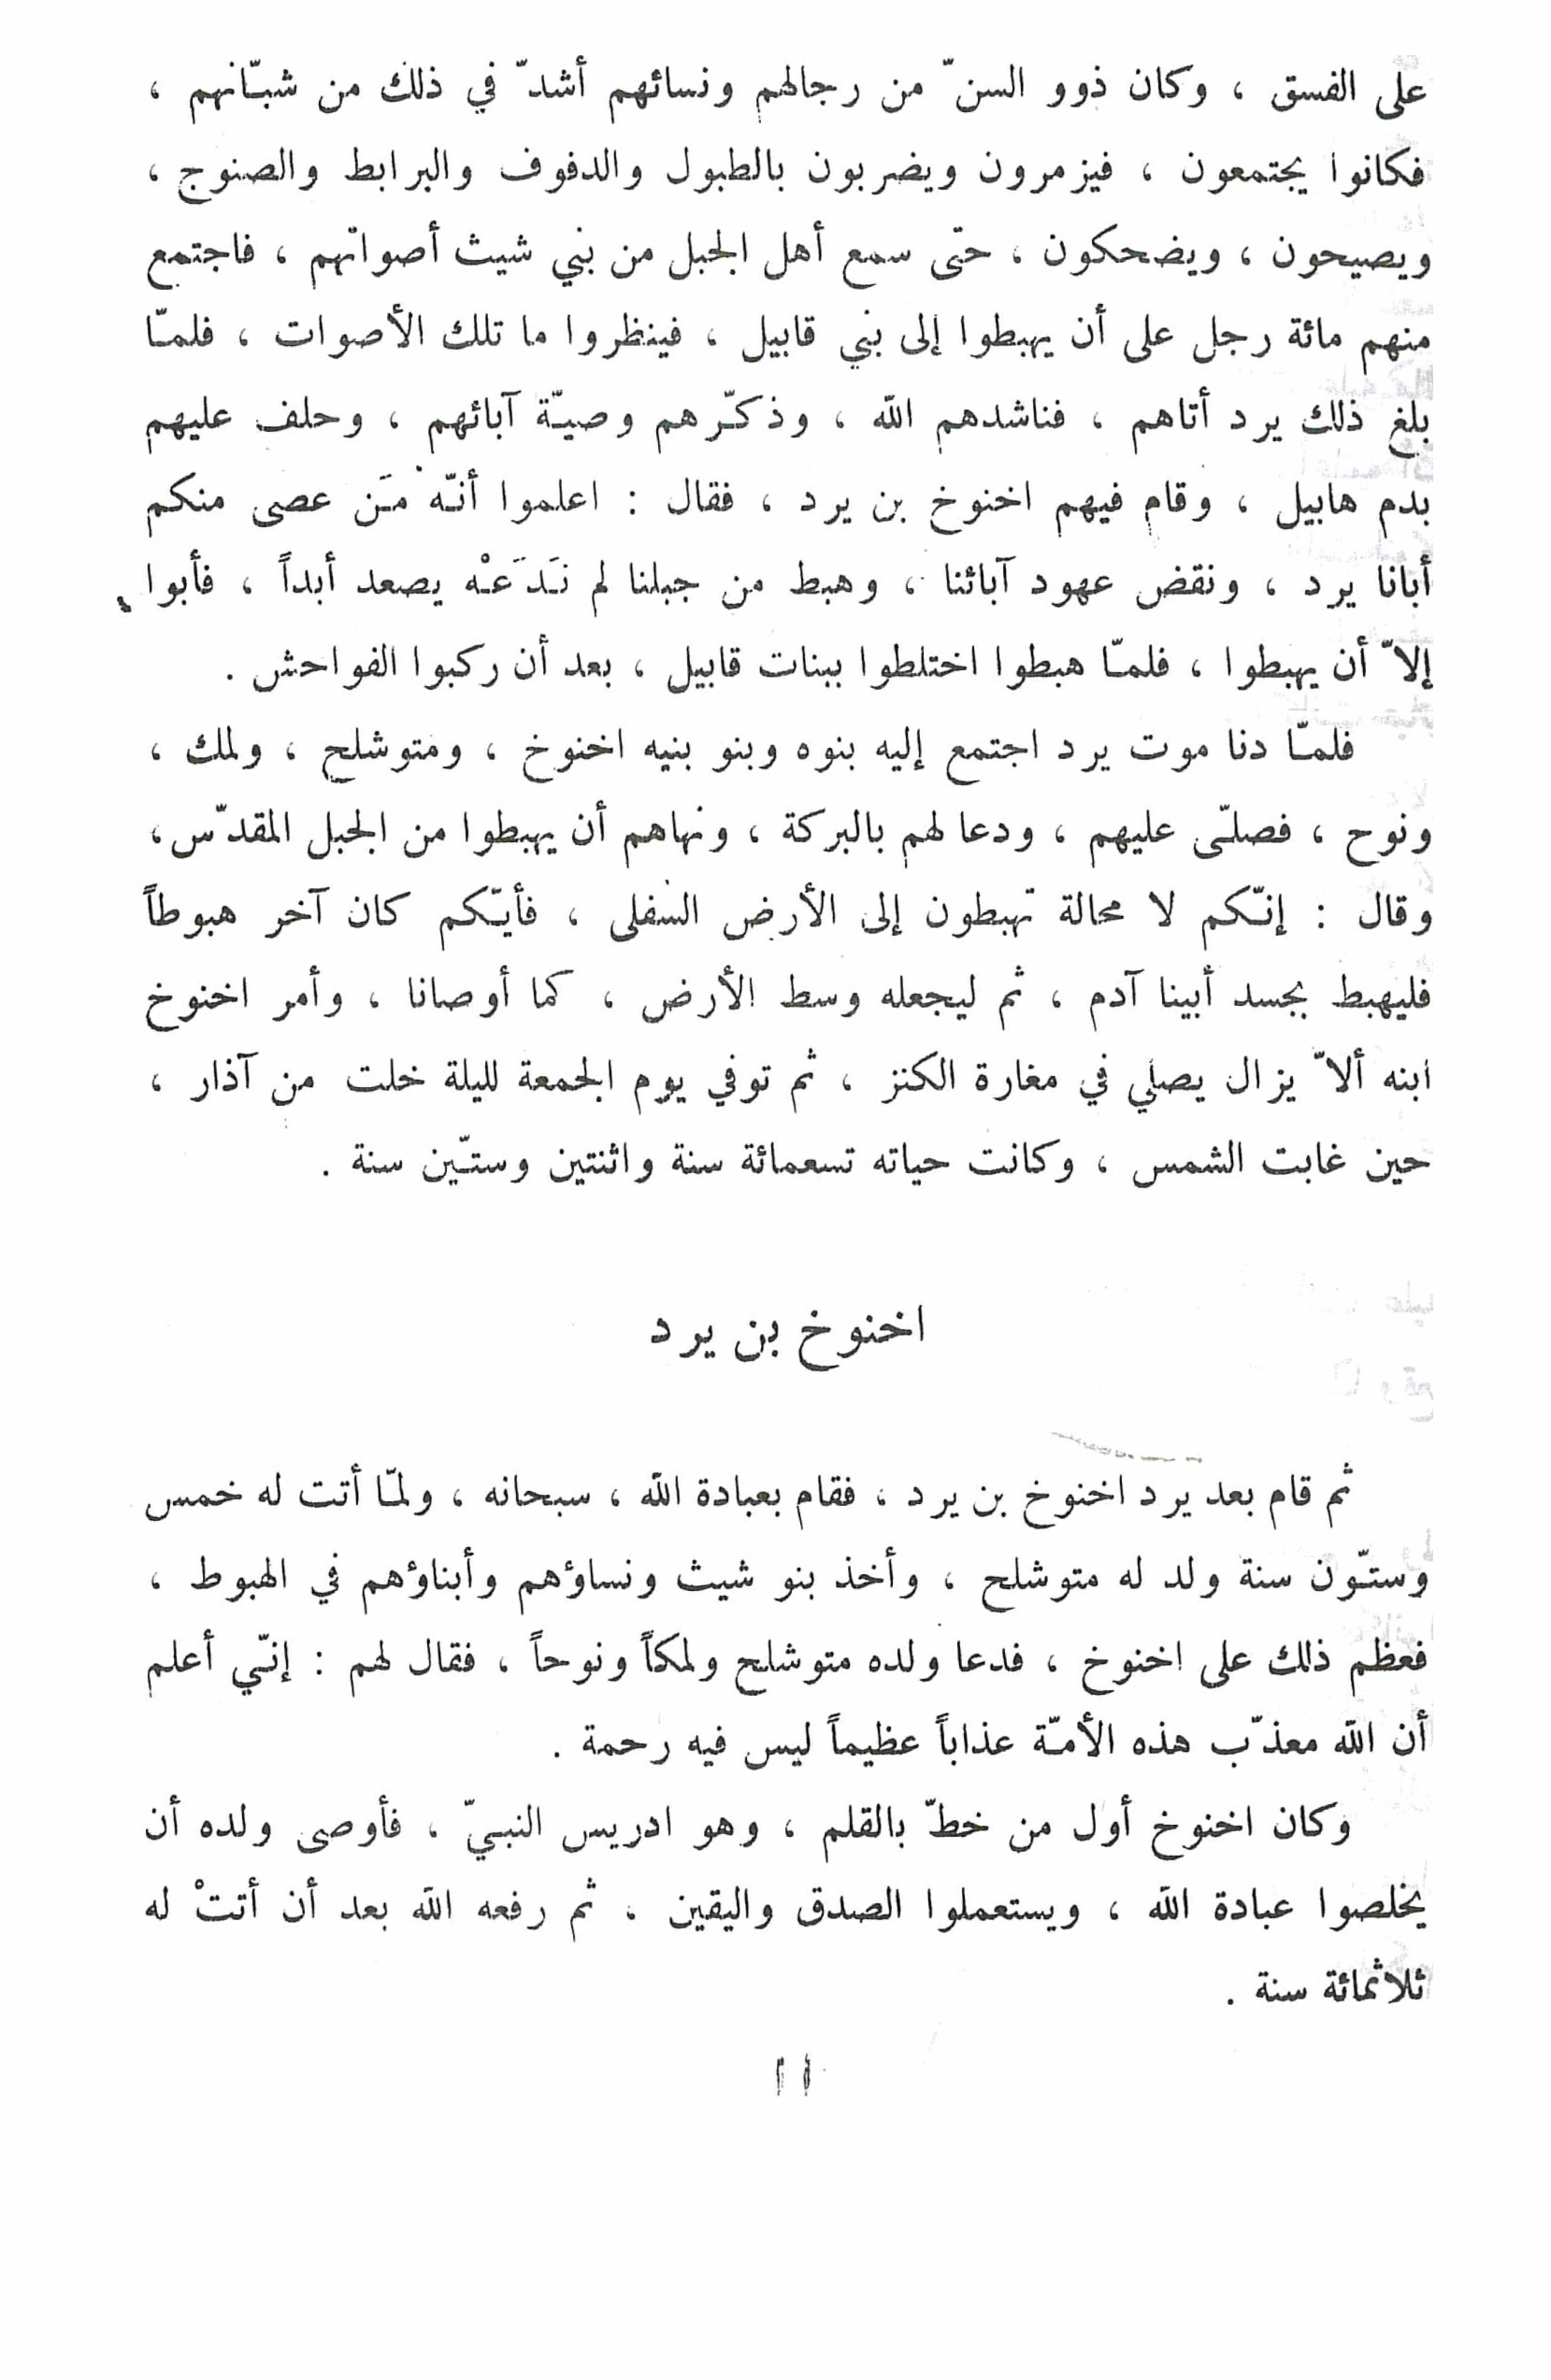 على الفسق ، وكان ذوو السنّ من رجالهم ونسائهم أشدّ في ذلك من شبّانهم ،
فكانوا يجتمعون ، فيزمرون ويضربون بالطبول والدفوف والبرابط والصنوج ،
ويصيحون ، ويضحكون ، حتى سمع أهل الجبل من بني شيث أصواتهم ، فاجتمع
منهم مائة رجل على أن يهبطوا إلى بني قابيل ، فينظروا ما تلك الأصوات ، فلمّا
بلغ ذلك يرد أتاهم ، فناشدهم الله ، وذكّرهم وصيّة آبائهم ، وحلف عليهم
بدم هابيل ، وقام فيهم اخنوخ بن يرد ، فقال : اعلموا أنّه مَن عصى منكم
أبانا يرد ، ونقض عهود آبائنا ، وهبط من جبلنا لم نَدَعْه يصعد أبداً ، فأبوا
إلاّ أن يهبطوا ، فلمّا هبطوا اختلطوا ببنات قابيل ، بعد أن ركبوا الفواحش .
فلمّا دنا موت يرد اجتمع إليه بنوه وبنو بنيه اخنوخ ، ومتوشلح ، ولمك ،
ونوح ، فصلّى عليهم ، ودعا لهم بالبركة ، ونهاهم أن يهبطوا من الجبل المقدّس ،
وقال : إنّكم لا محالة تهبطون إلى الأرض السفلى ، فأيّكم كان آخر هبوطاً
فليهبط بجسد أبينا آدم ، ثم ليجعله وسط الأرض ، كما أوصانا ، وأمر اخنوخ
ابنه ألاّ يزال يصلي في مغارة الكنز ، ثم توفي يوم الجمعة لليلة خلت من آذار ،
حين غابت الشمس ، وكانت حياته تسعمائة سنة واثنتين وستّين سنة .
اخنوخ بن يرد
ثم قام بعد يرد اخنوخ بن يرد ، فقام بعبادة الله ، سبحانه ، ولمّا أتت له خمس
وستّون سنة ولد له متوشلح ، وأخذ بنو شيث ونساؤهم وأبناؤهم في الهبوط ،
فعظم ذلك على اخنوخ ، فدعا ولده متوشلح ولمكاً ونوحاً ، فقال لهم : إنّي أعلم
أن الله معذّب هذه الأمّة عذاباً عظيماً ليس فيه رحمة .
وكان اخنوخ أول من خطّ بالقلم ، وهو ادريس النبيّ ، فأوصى ولده أن
يخلصوا عبادة الله ، ويستعملوا الصدق واليقين ، ثم رفعه الله بعد أن أتتْ له
ثلاثمائة سنة .
١١